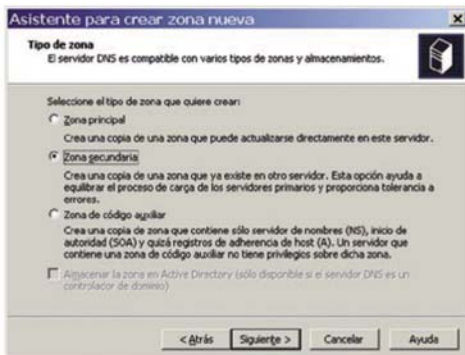 Asistente para crear zona nueva
Tipo de zona
El servidor DNS es compatible con varios tipos de zonas y almacenamientos.
Seleccione el tipo de zona que quiere crear:
Zona principal
Crea una copia de una zona que puede actualizarse directamente en este servidor.
Zona secundaria
Crea una copia de una zona que ya existe en otro servidor. Esta opción ayuda a
equilibrar el proceso de carga de los servidores primarios y proporciona tolerancia a
errores.
Zona de código auxiliar
Crea una copia de zona que contiene sólo servidor de nombres (NS), inicio de
autoridad (SOA) y quizá registros de adherencia de host (A). Un servidor que
contiene una zona de código auxiliar no tiene privilegios sobre dicha zona.
Almacenar la zona en Active Directory (sólo disponible si el servidor DNS es un
controlador de dominio)
< Atrás Siguiente > Cancelar Ayuda